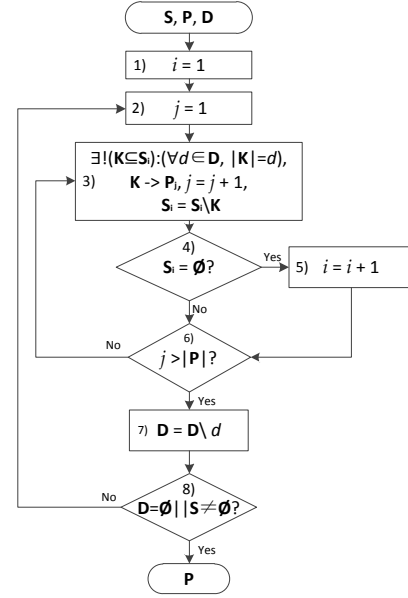 S, P, D
1) i = 1
2) j = 1
∃!(K⊆Sᵢ):(∀d∈D, |K|=d),
3) K -> Pⱼ, j = j + 1,
Sᵢ = Sᵢ\K
4)
Sᵢ = Ø?
Yes
5) i = i + 1
No
6)
No
j >|P|?
Yes
7) D = D\ d
8)
No
D=Ø||S≠Ø?
Yes
P